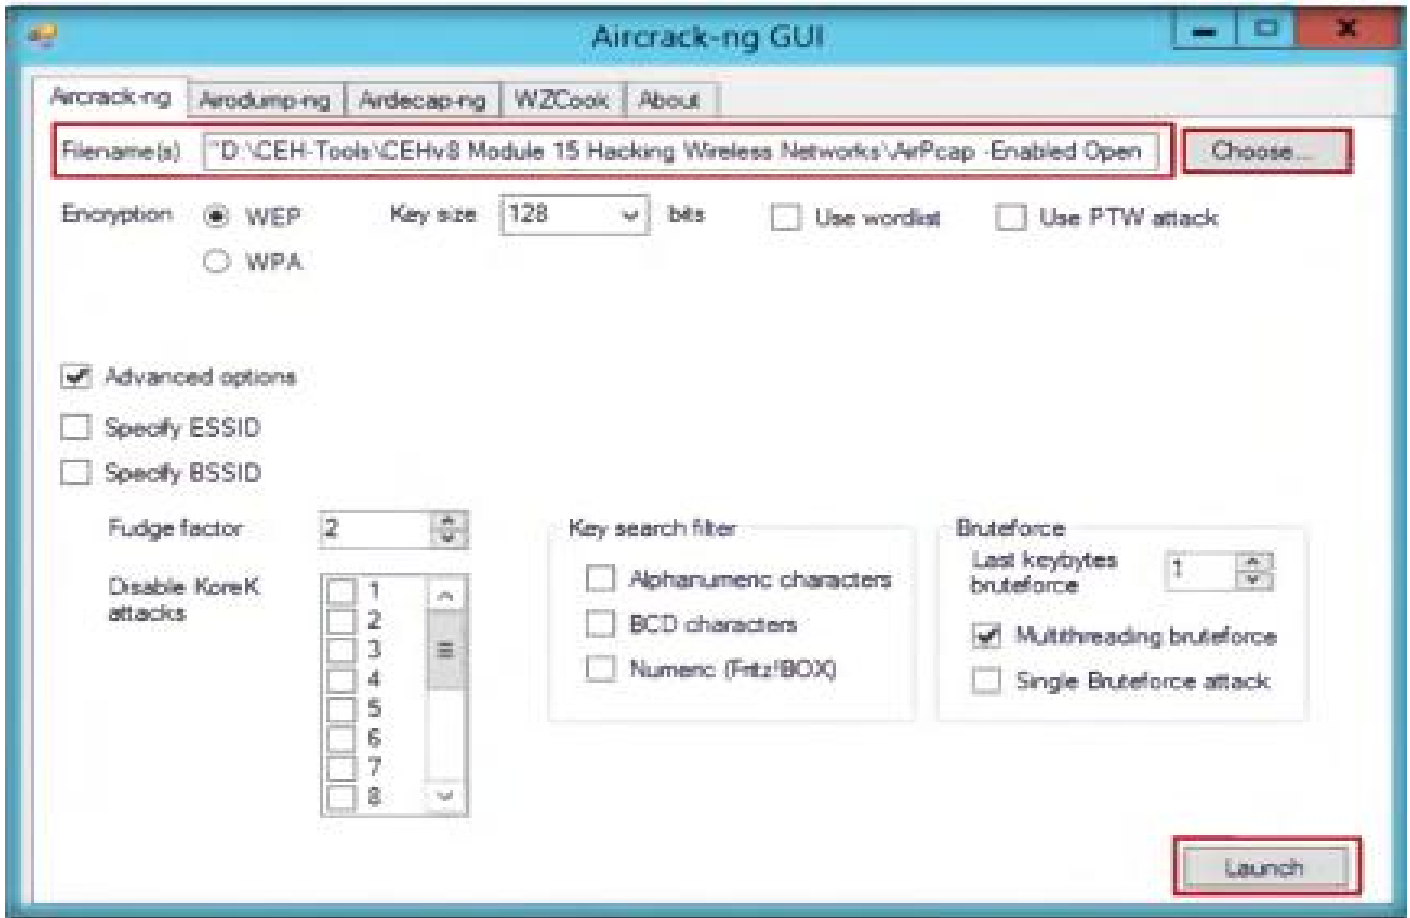 Aircrack-ng GUI
Aircrack-ng Airodump-ng Airdecap-ng WZCook About
Filename(s) "D:\CEH-Tools\CEHv8 Module 15 Hacking Wireless Networks\AirPcap -Enabled Open Choose...
Encryption WEP Key size 128 bits Use wordlist Use PTW attack
WPA
Advanced options
Specify ESSID
Specify BSSID
Fudge factor 2
Disable KoreK
attacks
1
2
3
4
5
6
7
8
Key search filter
Alphanumeric characters
BCD characters
Numeric (Fritz!BOX)
Bruteforce
Last keybytes
bruteforce
1
Multithreading bruteforce
Single Bruteforce attack
Launch